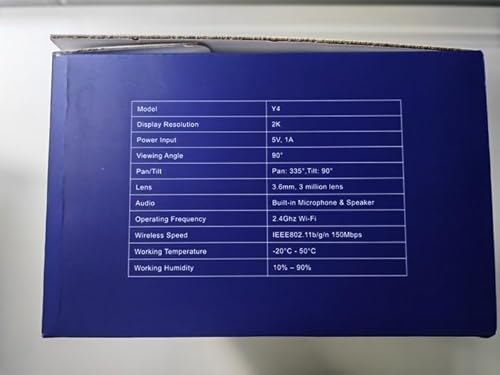 Model Y4
Display Resolution 2K
Power Input 5V, 1A
Viewing Angle 90°
Pan/Tilt Pan: 335°,Tilt: 90°
Lens 3.6mm, 3 million lens
Audio Built-in Microphone & Speaker
Operating Frequency 2.4Ghz Wi-Fi
Wireless Speed IEEE802.11b/g/n 150Mbps
Working Temperature -20°C - 50°C
Working Humidity 10% – 90%